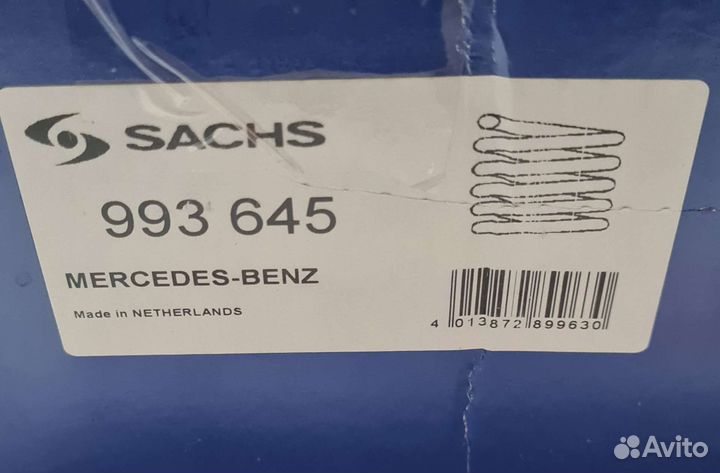 SACHS
993 645
MERCEDES-BENZ
Made in NETHERLANDS
4 013872 899630
Avito